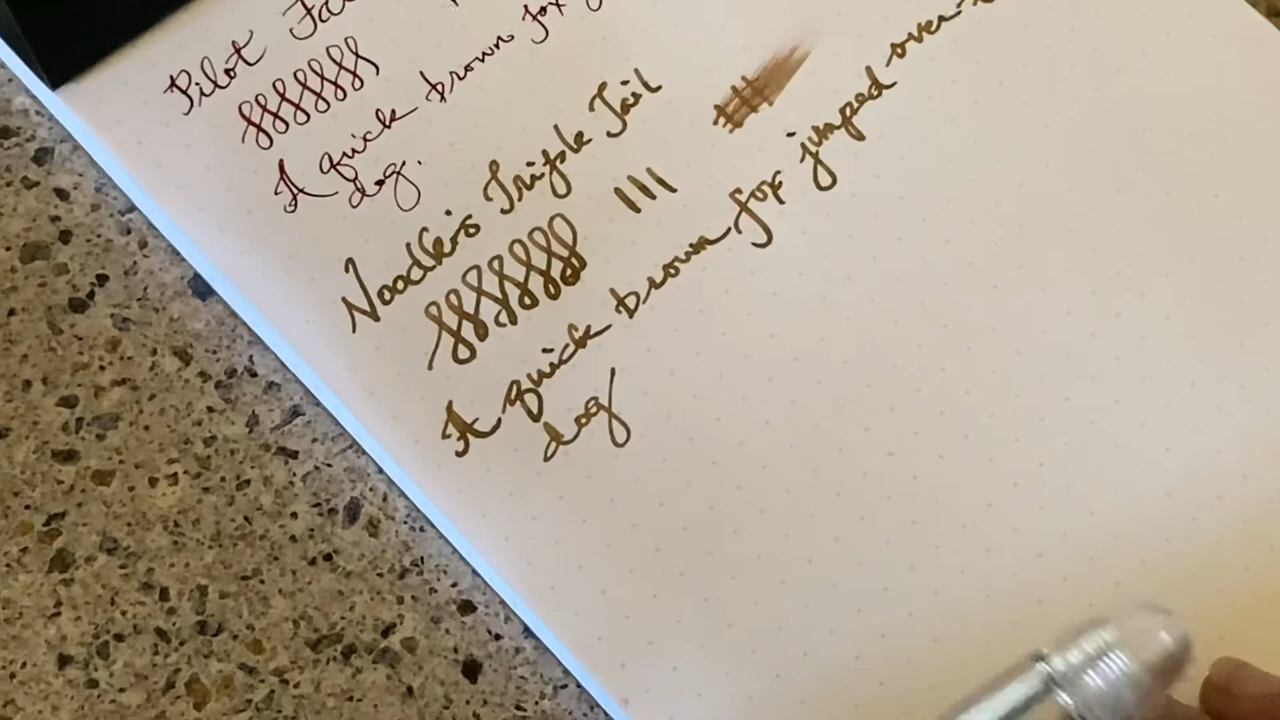 Pilot
A quick brown fox
dog.
Noodler's Triple Tail
A quick brown fox jumped over
dog